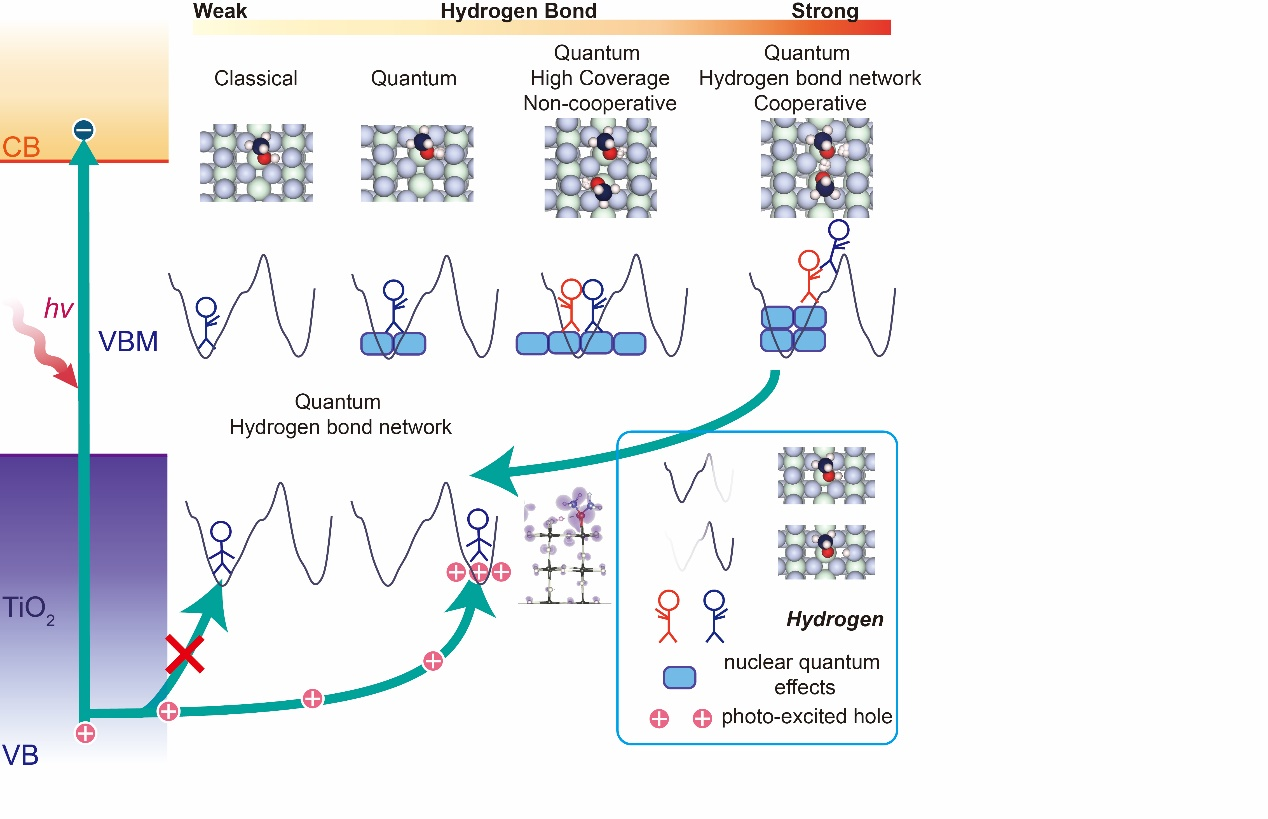 Weak Hydrogen Bond Strong
Classical
Quantum
Quantum
High Coverage
Non-cooperative
Quantum
Hydrogen bond network
Cooperative
CB
hν
VBM
Quantum
Hydrogen bond network
TiO2
VB
Hydrogen
nuclear quantum
effects
photo-excited hole